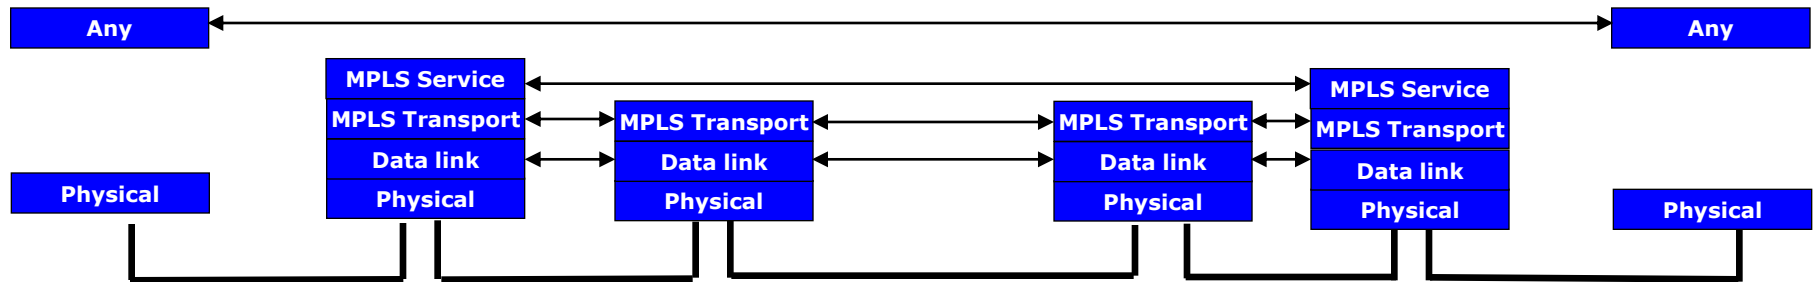 Any
Any
MPLS Service
MPLS Transport
Data link
Physical
MPLS Transport
Data link
Physical
MPLS Transport
Data link
Physical
MPLS Service
MPLS Transport
Data link
Physical
Physical
Physical